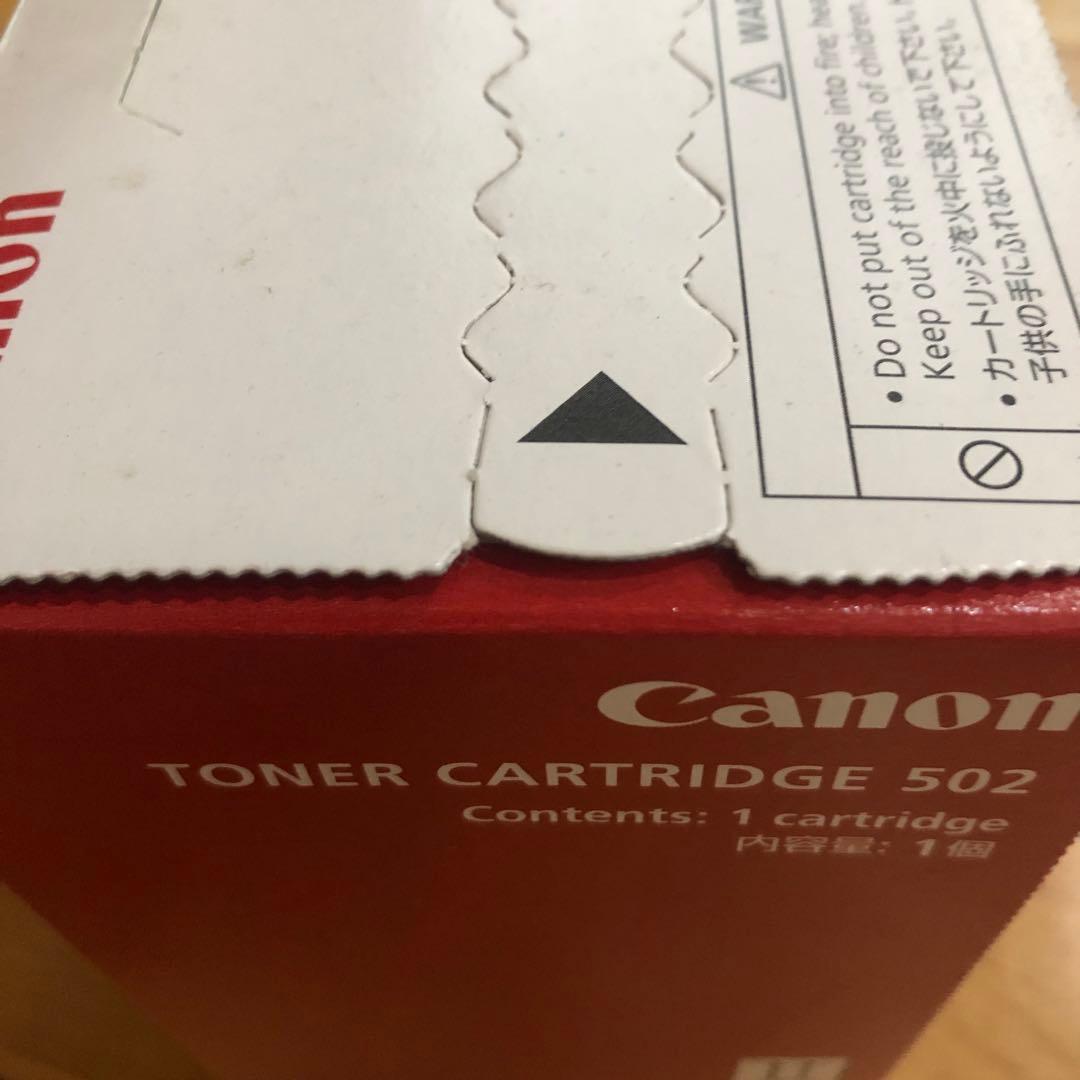 • Do not put cartridge into fire.
Keep out of the reach of children.
• カートリッジを火中に投じないで下さい。
子供の手にふれないようにして下さい。
Canon
TONER CARTRIDGE 502
Contents: 1 cartridge
内容量: 1個